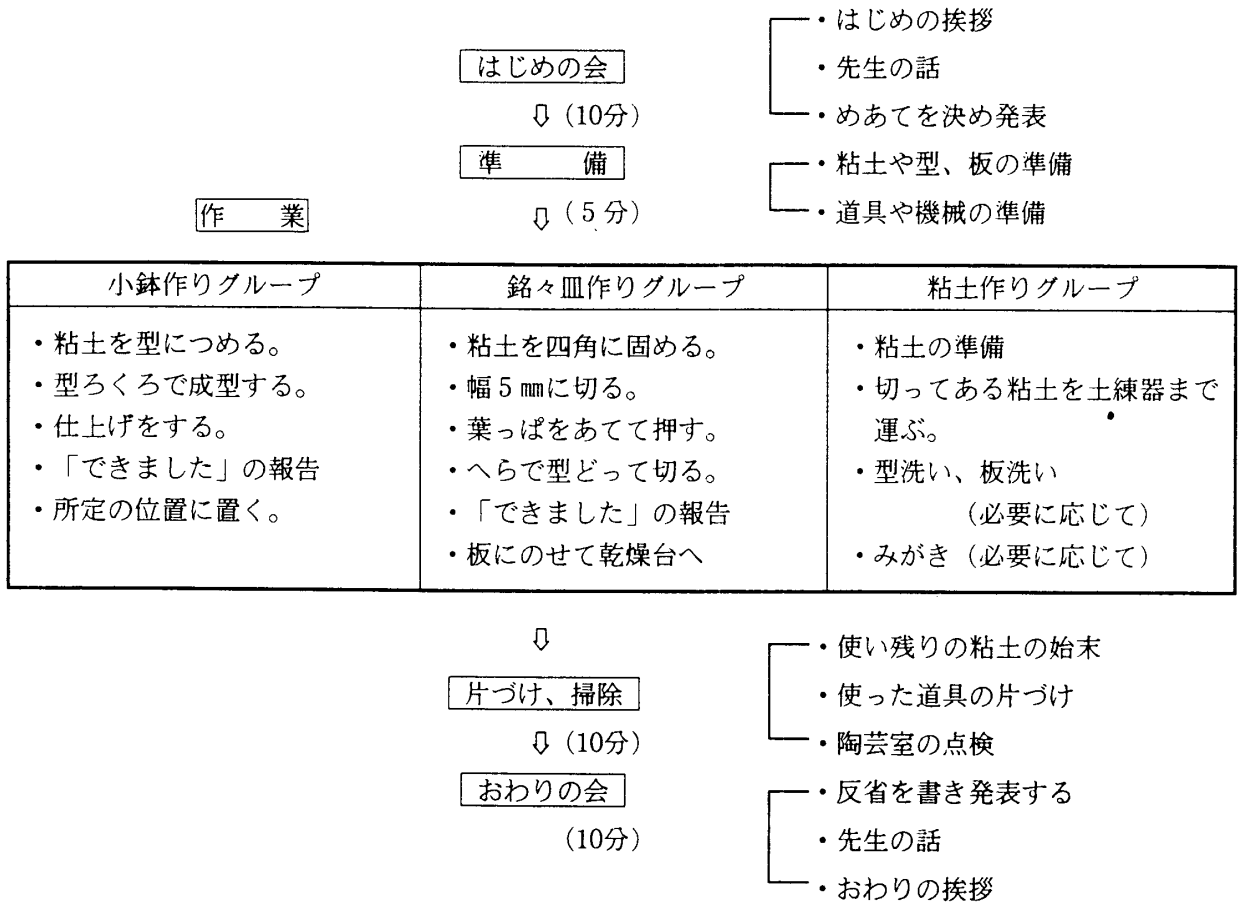 ・はじめの挨拶
はじめの会
・先生の話
⇩（10分）
・めあてを決め発表
準　　備
・粘土や型、板の準備
作　　業
⇩（5分）
・道具や機械の準備
小鉢作りグループ
・粘土を型につめる。
・型ろくろで成型する。
・仕上げをする。
・「できました」の報告
・所定の位置に置く。
銘々皿作りグループ
・粘土を四角に固める。
・幅5㎜に切る。
・葉っぱをあてて押す。
・へらで型どって切る。
・「できました」の報告
・板にのせて乾燥台へ
粘土作りグループ
・粘土の準備
・切ってある粘土を土練器まで
運ぶ。
・型洗い、板洗い
（必要に応じて）
・みがき（必要に応じて）
⇩
・使い残りの粘土の始末
片づけ、掃除
・使った道具の片づけ
⇩（10分）
・陶芸室の点検
おわりの会
・反省を書き発表する
（10分）
・先生の話
・おわりの挨拶